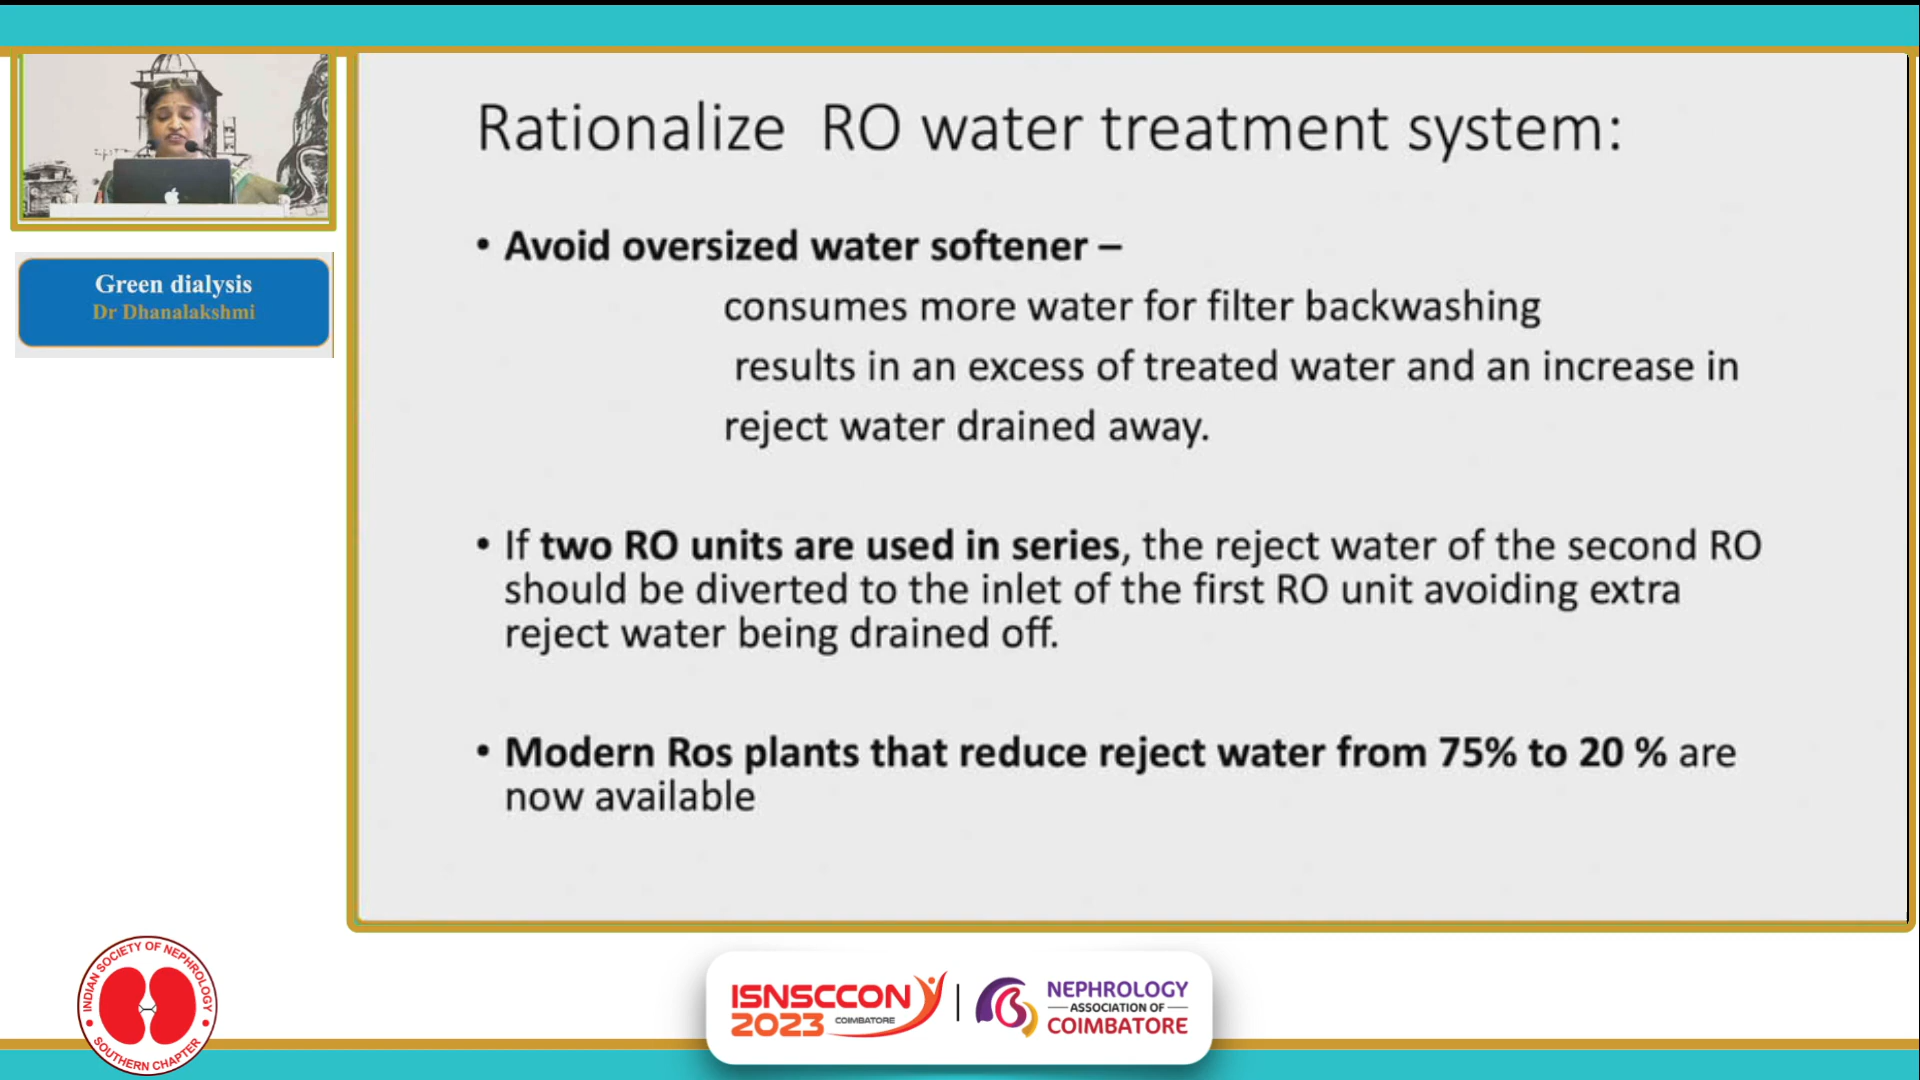 Rationalize RO water treatment system:
• Avoid oversized water softener –
consumes more water for filter backwashing
results in an excess of treated water and an increase in
reject water drained away.
• If two RO units are used in series, the reject water of the second RO
should be diverted to the inlet of the first RO unit avoiding extra
reject water being drained off.
• Modern Ros plants that reduce reject water from 75% to 20 % are
now available
Green dialysis
Dr Dhanalakshmi
INDIAN SOCIETY OF NEPHROLOGY
SOUTHERN CHAPTER
ISNSCCON
2023 COIMBATORE
NEPHROLOGY
ASSOCIATION OF
COIMBATORE